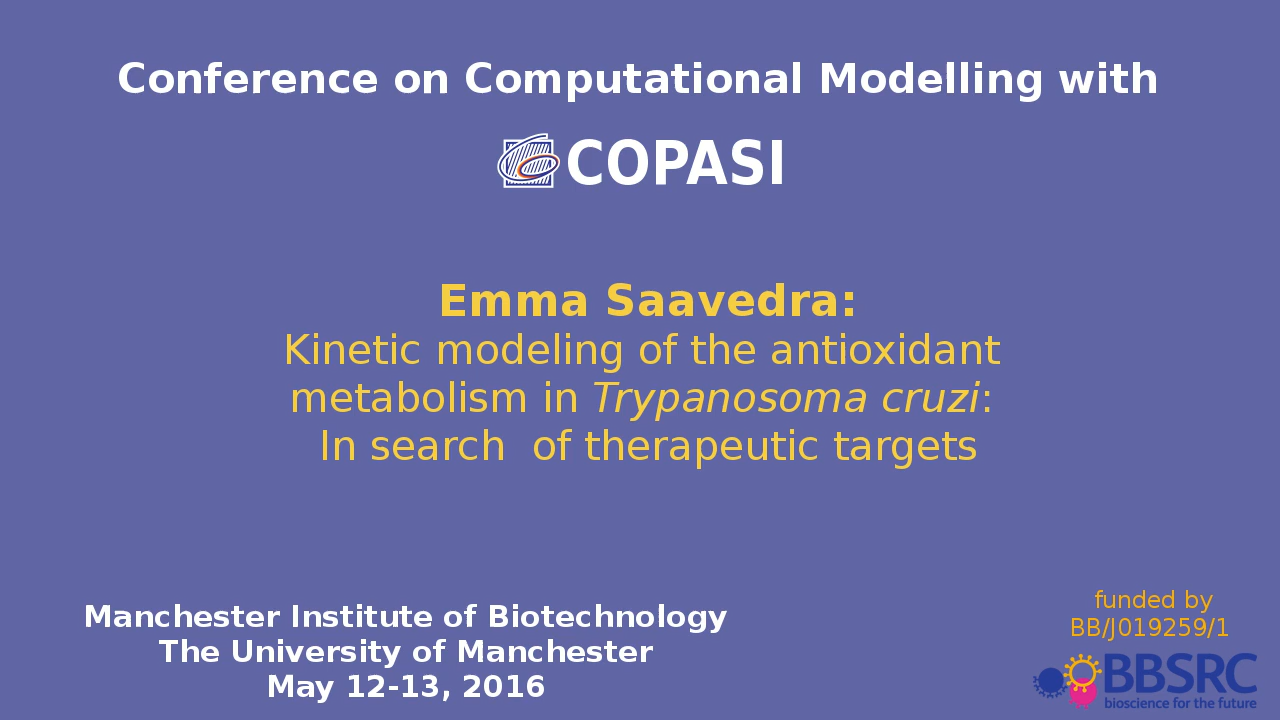 Conference on Computational Modelling with
COPASI
Emma Saavedra:
Kinetic modeling of the antioxidant
metabolism in Trypanosoma cruzi:
In search  of therapeutic targets
Manchester Institute of Biotechnology
The University of Manchester
May 12-13, 2016
funded by
BB/J019259/1
BBSRC
bioscience for the future